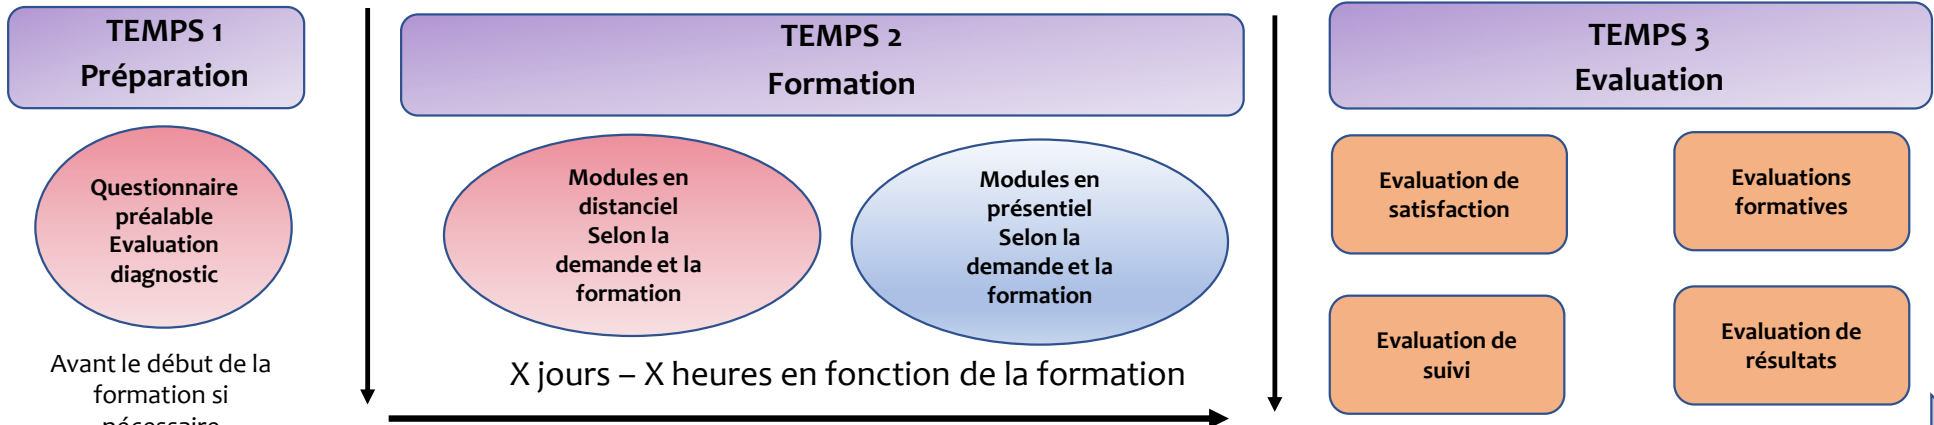 TEMPS 1
Préparation
Questionnaire
préalable
Evaluation
diagnostic
Avant le début de la
formation si
nécessaire
TEMPS 2
Formation
Modules en
distanciel
Selon la
demande et la
formation
Modules en
présentiel
Selon la
demande et la
formation
X jours – X heures en fonction de la formation
TEMPS 3
Evaluation
Evaluation de
satisfaction
Evaluations
formatives
Evaluation de
suivi
Evaluation de
résultats